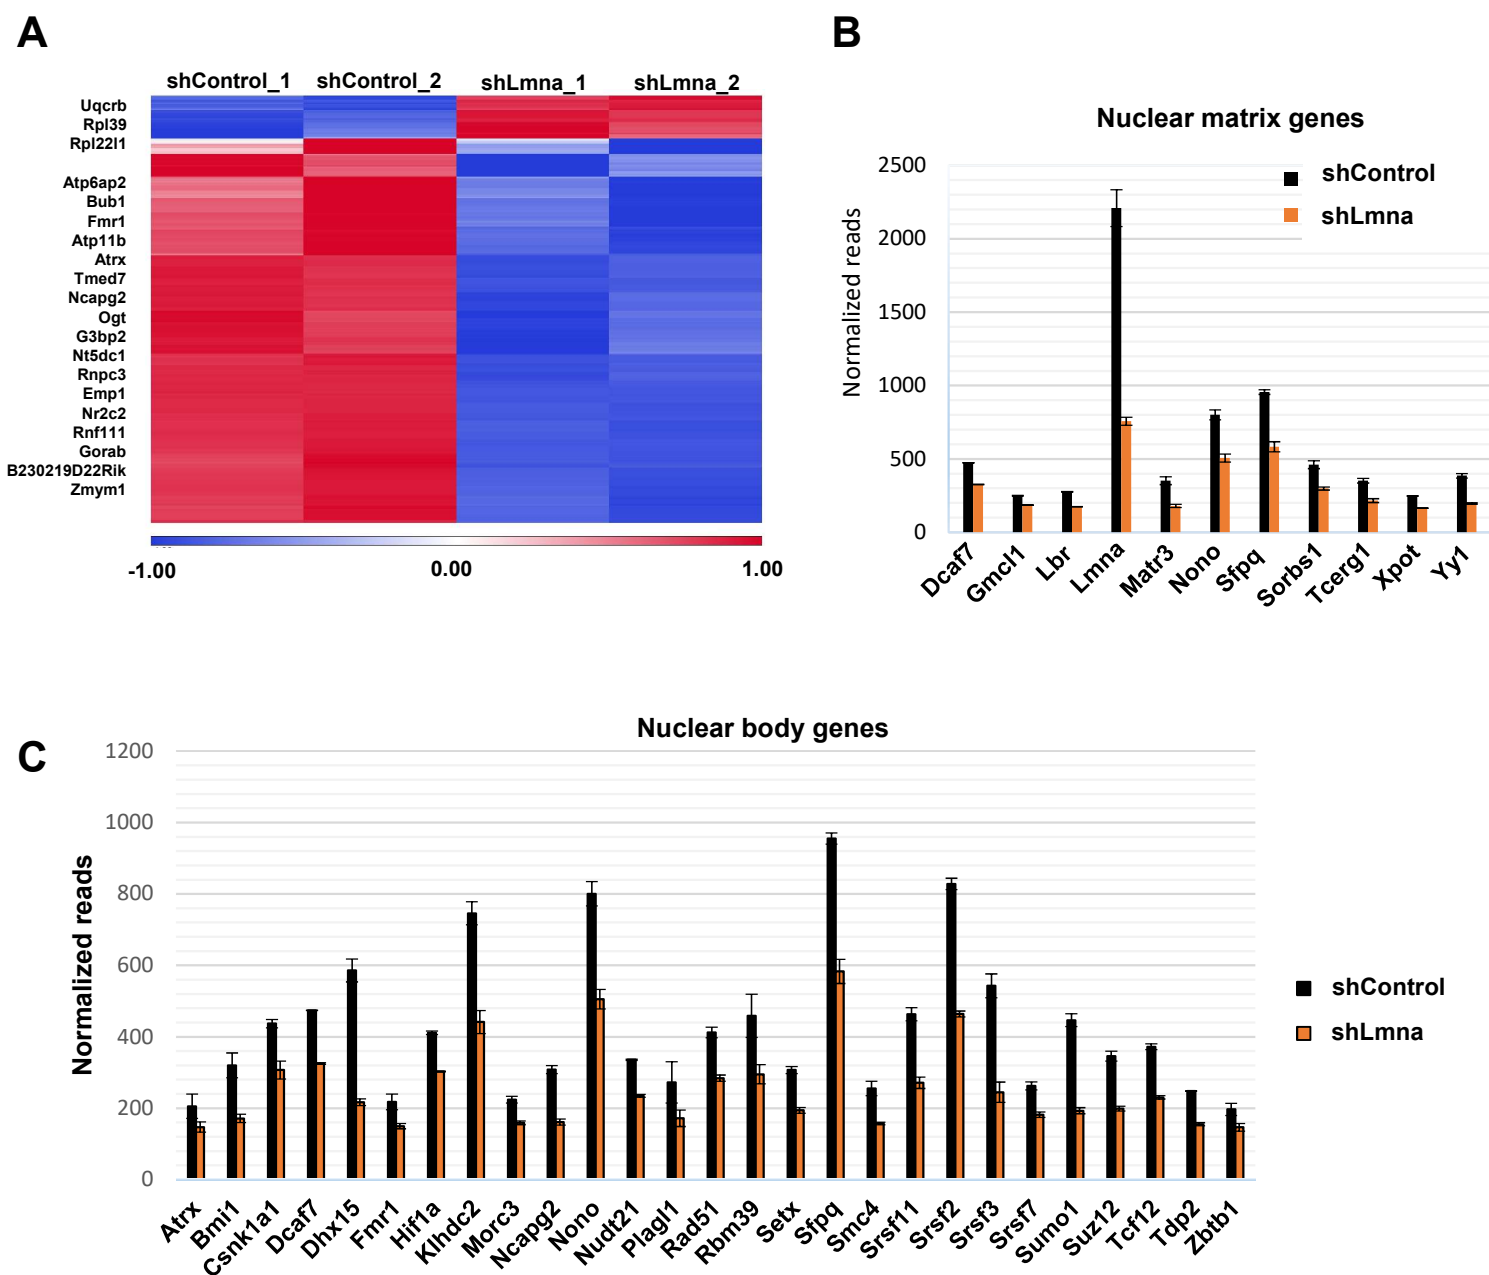 A
shControl_1 shControl_2 shLmna_1 shLmna_2
Uqcrb
Rpl39
Rpl22l1
Atp6ap2
Bub1
Fmr1
Atp11b
Atrx
Tmed7
Ncapg2
Ogt
G3bp2
Nt5dc1
Rnpc3
Emp1
Nr2c2
Rnf111
Gorab
B230219D22Rik
Zmym1
-1.00 0.00 1.00
B
Nuclear matrix genes
shControl
shLmna
Normalized reads
2500
2000
1500
1000
500
0
Dcaf7 Gmcl1 Lbr Lmna Matr3 Nono Sfpq Sorbs1 Tcerg1 Xpot Yy1
C
Nuclear body genes
Normalized reads
1200
1000
800
600
400
200
0
Atrx Bmi1 Csnk1a1 Dcaf7 Dhx15 Fmr1 Hif1a Klhdc2 Morc3 Ncapg2 Nono Nudt21 Plagl1 Rad51 Rbm39 Setx Sfpq Smc4 Srsf11 Srsf2 Srsf3 Srsf7 Sumo1 Suz12 Tcf12 Tdp2 Zbtb1
shControl
shLmna